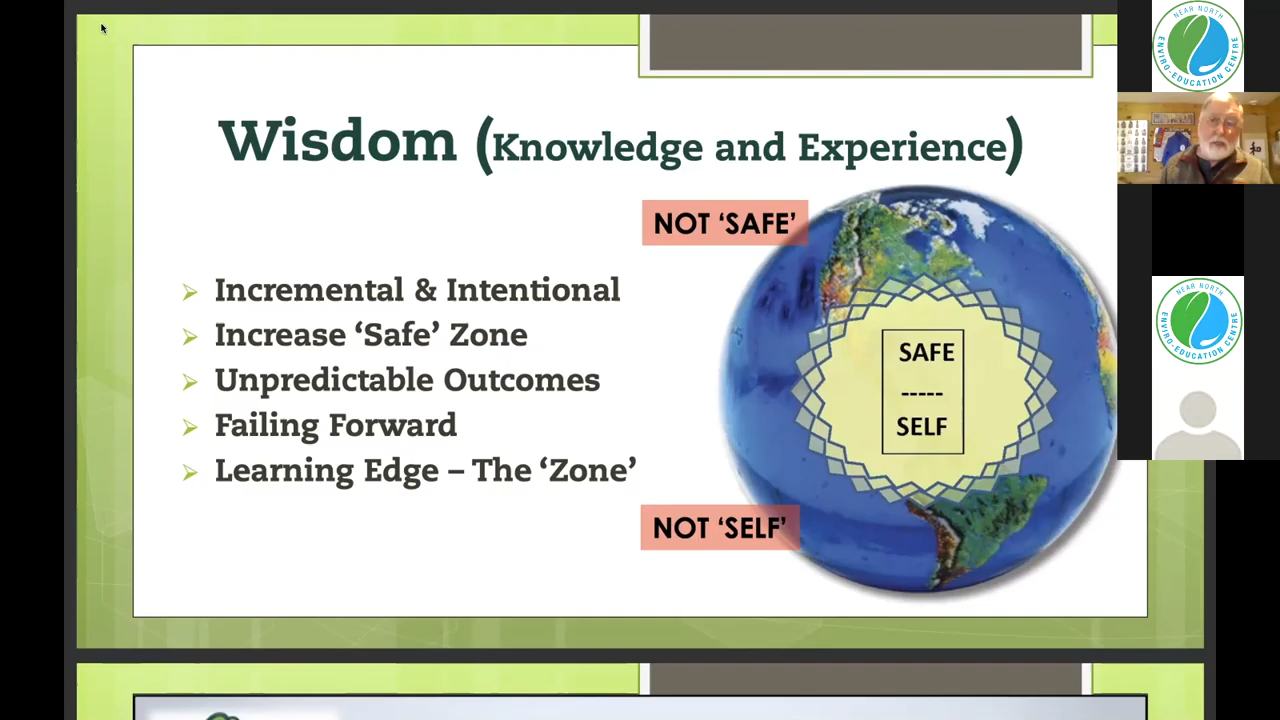 Wisdom (Knowledge and Experience)
NOT ‘SAFE’
➢ Incremental & Intentional
➢ Increase ‘Safe’ Zone
➢ Unpredictable Outcomes
➢ Failing Forward
➢ Learning Edge – The ‘Zone’
SAFE
-----
SELF
NOT ‘SELF’
NEAR NORTH
ENVIRO-EDUCATION CENTRE
和
NEAR NORTH
ENVIRO-EDUCATION CENTRE